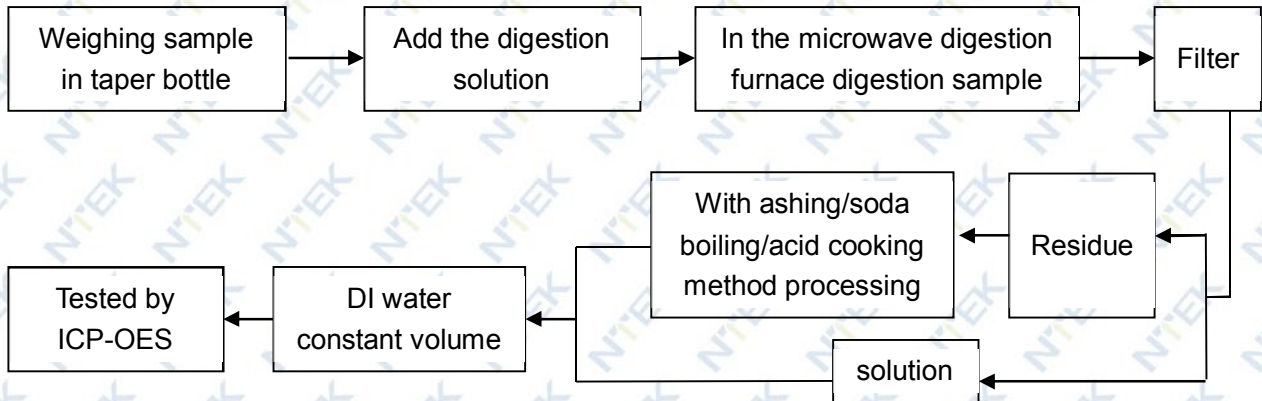 Weighing sample
in taper bottle
Add the digestion
solution
In the microwave digestion
furnace digestion sample
Filter
With ashing/soda
boiling/acid cooking
method processing
Residue
Tested by
ICP-OES
DI water
constant volume
solution
NTEK